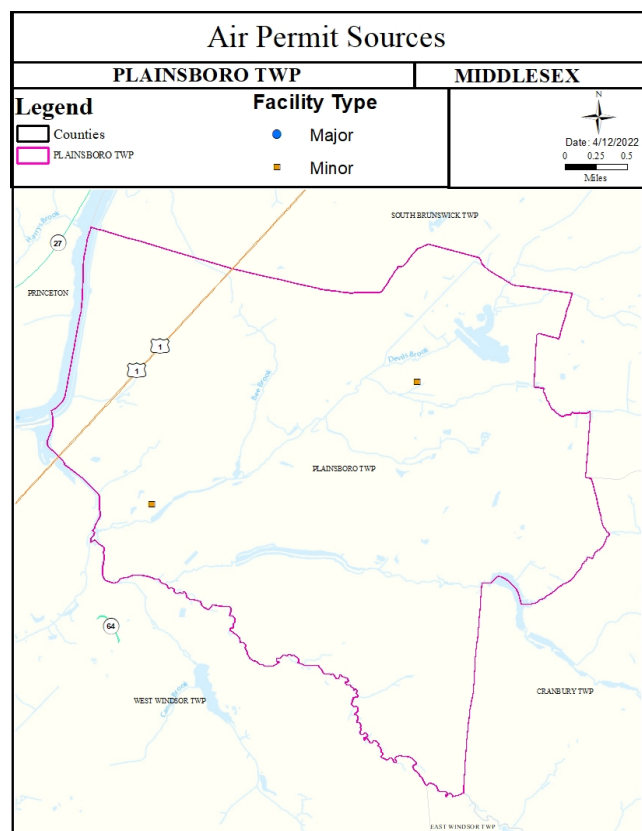 Air Permit Sources
PLAINSBORO TWP
MIDDLESEX
Legend
Counties
PLAINSBORO TWP
Facility Type
Major
Minor
N
Date: 4/12/2022
0 0.25 0.5
Miles
SOUTH BRUNSWICK TWP
Harrys Brook
27
PRINCETON
1
1
Devils Brook
Bee Brook
PLAINSBORO TWP
64
WEST WINDSOR TWP
CRANBURY TWP
EAST WINDSOR TWP